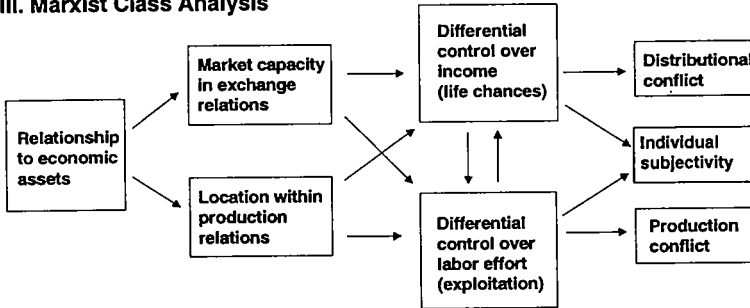 III. Marxist Class Analysis
Relationship
to economic
assets
Market capacity
in exchange
relations
Location within
production
relations
Differential
control over
income
(life chances)
Differential
control over
labor effort
(exploitation)
Distributional
conflict
Individual
subjectivity
Production
conflict